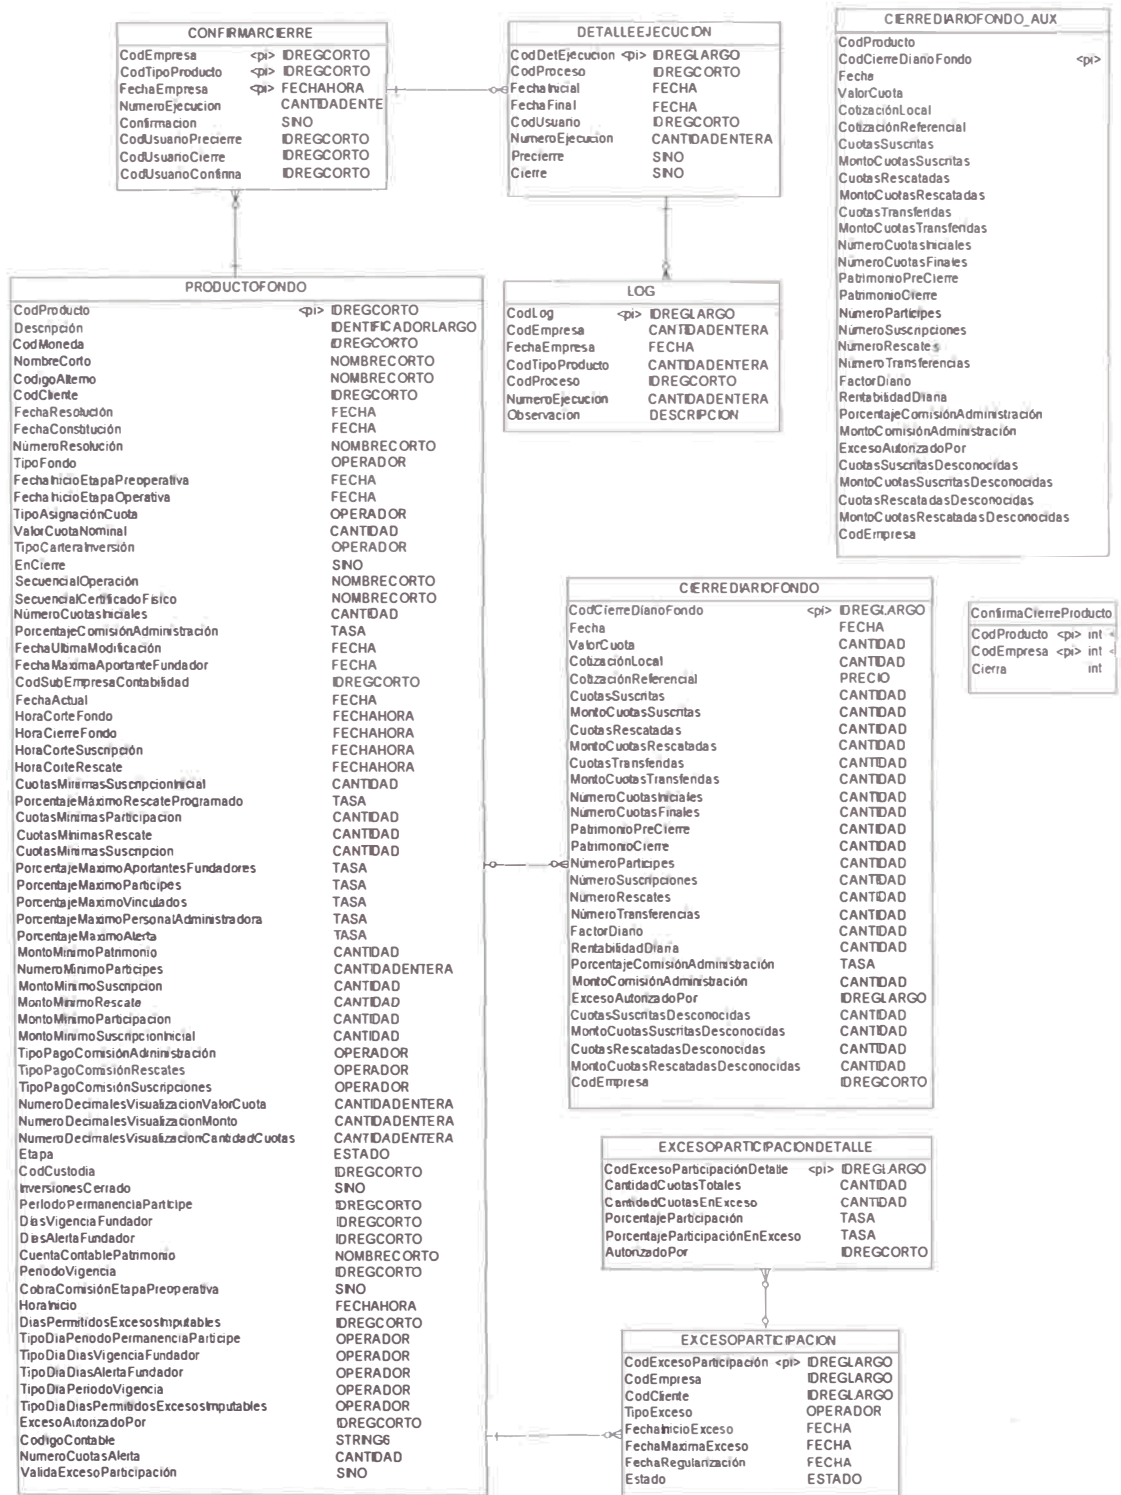 CONFIRMARCIERRE
CodEmpresa <pi> IDREGCORTO
CodTipoProducto <pi> IDREGCORTO
FechaEmpresa <pi> FECHAHORA
NumeroEjecucion CANTIDADENTE
Confirmacion SINO
CodUsuarioPrecierre IDREGCORTO
CodUsuarioCierre IDREGCORTO
CodUsuarioConfirma IDREGCORTO
DETALLEEJECUCION
CodDetEjecucion <pi> IDREGLARGO
CodProceso IDREGCORTO
FechaInicial FECHA
FechaFinal FECHA
CodUsuario IDREGCORTO
NumeroEjecucion CANTIDADENTERA
Precierre SINO
Cierre SINO
CIERREDIARIOFONDO_AUX
CodProducto
CodCierreDiarioFondo <pi>
Fecha
ValorCuota
CotizaciónLocal
CotizaciónReferencial
CuotasSuscritas
MontoCuotasSuscritas
CuotasRescatadas
MontoCuotasRescatadas
CuotasTransferidas
MontoCuotasTransferidas
NúmeroCuotasIniciales
NúmeroCuotasFinales
PatrimonioPreCierre
PatrimonioCierre
NúmeroPartícipes
NúmeroSuscripciones
NúmeroRescates
NúmeroTransferencias
FactorDiario
RentabilidadDiaria
PorcentajeComisiónAdministración
MontoComisiónAdministración
ExcesoAutorizadoPor
CuotasSuscritasDesconocidas
MontoCuotasSuscritasDesconocidas
CuotasRescatadasDesconocidas
MontoCuotasRescatadasDesconocidas
CodEmpresa
PRODUCTOFONDO
CodProducto <pi> IDREGCORTO
Descripción IDENTIFICADORLARGO
CodMoneda IDREGCORTO
NombreCorto NOMBRECORTO
CodigoAlterno NOMBRECORTO
CodCliente IDREGCORTO
FechaResolución FECHA
FechaConstitución FECHA
NúmeroResolución NOMBRECORTO
TipoFondo OPERADOR
FechaInicioEtapaPreoperativa FECHA
FechaInicioEtapaOperativa FECHA
TipoAsignaciónCuota OPERADOR
ValorCuotaNominal CANTIDAD
TipoCarteraInversión OPERADOR
EnCierre SINO
SecuencialOperación NOMBRECORTO
SecuencialCertificadoFísico NOMBRECORTO
NúmeroCuotasIniciales CANTIDAD
PorcentajeComisiónAdministración TASA
FechaUltimaModificación FECHA
FechaMaximaAportanteFundador FECHA
CodSubEmpresaContabilidad IDREGCORTO
FechaActual FECHA
HoraCorteFondo FECHAHORA
HoraCierreFondo FECHAHORA
HoraCorteSuscripción FECHAHORA
HoraCorteRescate FECHAHORA
CuotasMinimasSuscripcionInicial CANTIDAD
PorcentajeMáximoRescateProgramado TASA
CuotasMinimasParticipacion CANTIDAD
CuotasMinimasRescate CANTIDAD
CuotasMinimasSuscripcion CANTIDAD
PorcentajeMaximoAportantesFundadores TASA
PorcentajeMaximoParticipes TASA
PorcentajeMaximoVinculados TASA
PorcentajeMaximoPersonalAdministradora TASA
PorcentajeMaximoAlerta TASA
MontoMinimoPatrimonio CANTIDAD
NumeroMinimoParticipes CANTIDADENTERA
MontoMinimoSuscripcion CANTIDAD
MontoMinimoRescate CANTIDAD
MontoMinimoParticipacion CANTIDAD
MontoMinimoSuscripcionInicial CANTIDAD
TipoPagoComisiónAdministración OPERADOR
TipoPagoComisiónRescates OPERADOR
TipoPagoComisiónSuscripciones OPERADOR
NumeroDecimalesVisualizacionValorCuota CANTIDADENTERA
NumeroDecimalesVisualizacionMonto CANTIDADENTERA
NumeroDecimalesVisualizacionCantidadCuotas CANTIDADENTERA
Etapa ESTADO
CodCustodia IDREGCORTO
InversionesCerrado SINO
PeriodoPermanenciaParticipe IDREGCORTO
DiasVigenciaFundador IDREGCORTO
DiasAlertaFundador IDREGCORTO
CuentaContablePatrimonio NOMBRECORTO
PeriodoVigencia IDREGCORTO
CobraComisiónEtapaPreoperativa SINO
HoraInicio FECHAHORA
DiasPermitidosExcesosImputables IDREGCORTO
TipoDiaPeriodoPermanenciaParticipe OPERADOR
TipoDiaDiasVigenciaFundador OPERADOR
TipoDiaDiasAlertaFundador OPERADOR
TipoDiaPeriodoVigencia OPERADOR
TipoDiaDiasPermitidosExcesosImputables OPERADOR
ExcesoAutorizadoPor IDREGCORTO
CodigoContable STRING6
NumeroCuotasAlerta CANTIDAD
ValidaExcesoParticipación SINO
LOG
CodLog <pi> IDREGLARGO
CodEmpresa CANTIDADENTERA
FechaEmpresa FECHA
CodTipoProducto CANTIDADENTERA
CodProceso IDREGCORTO
NumeroEjecucion CANTIDADENTERA
Observacion DESCRIPCION
CIERREDIARIOFONDO
CodCierreDiarioFondo <pi> IDREGLARGO
Fecha FECHA
ValorCuota CANTIDAD
CotizaciónLocal CANTIDAD
CotizaciónReferencial PRECIO
CuotasSuscritas CANTIDAD
MontoCuotasSuscritas CANTIDAD
CuotasRescatadas CANTIDAD
MontoCuotasRescatadas CANTIDAD
CuotasTransferidas CANTIDAD
MontoCuotasTransferidas CANTIDAD
NúmeroCuotasIniciales CANTIDAD
NúmeroCuotasFinales CANTIDAD
PatrimonioPreCierre CANTIDAD
PatrimonioCierre CANTIDAD
NúmeroPartícipes CANTIDAD
NúmeroSuscripciones CANTIDAD
NúmeroRescates CANTIDAD
NúmeroTransferencias CANTIDAD
FactorDiario CANTIDAD
RentabilidadDiaria CANTIDAD
PorcentajeComisiónAdministración TASA
MontoComisiónAdministración CANTIDAD
ExcesoAutorizadoPor IDREGLARGO
CuotasSuscritasDesconocidas CANTIDAD
MontoCuotasSuscritasDesconocidas CANTIDAD
CuotasRescatadasDesconocidas CANTIDAD
MontoCuotasRescatadasDesconocidas CANTIDAD
CodEmpresa IDREGCORTO
ConfirmaCierreProducto
CodProducto <pi> int <
CodEmpresa <pi> int <
Cierra int
EXCESOPARTICIPACIONDETALLE
CodExcesoParticipaciónDetalle <pi> IDREGLARGO
CantidadCuotasTotales CANTIDAD
CantidadCuotasEnExceso CANTIDAD
PorcentajeParticipación TASA
PorcentajeParticipaciónEnExceso TASA
AutorizadoPor IDREGCORTO
EXCESOPARTICIPACION
CodExcesoParticipación <pi> IDREGLARGO
CodEmpresa IDREGLARGO
CodCliente IDREGLARGO
TipoExceso OPERADOR
FechaInicioExceso FECHA
FechaMaximaExceso FECHA
FechaRegularización FECHA
Estado ESTADO